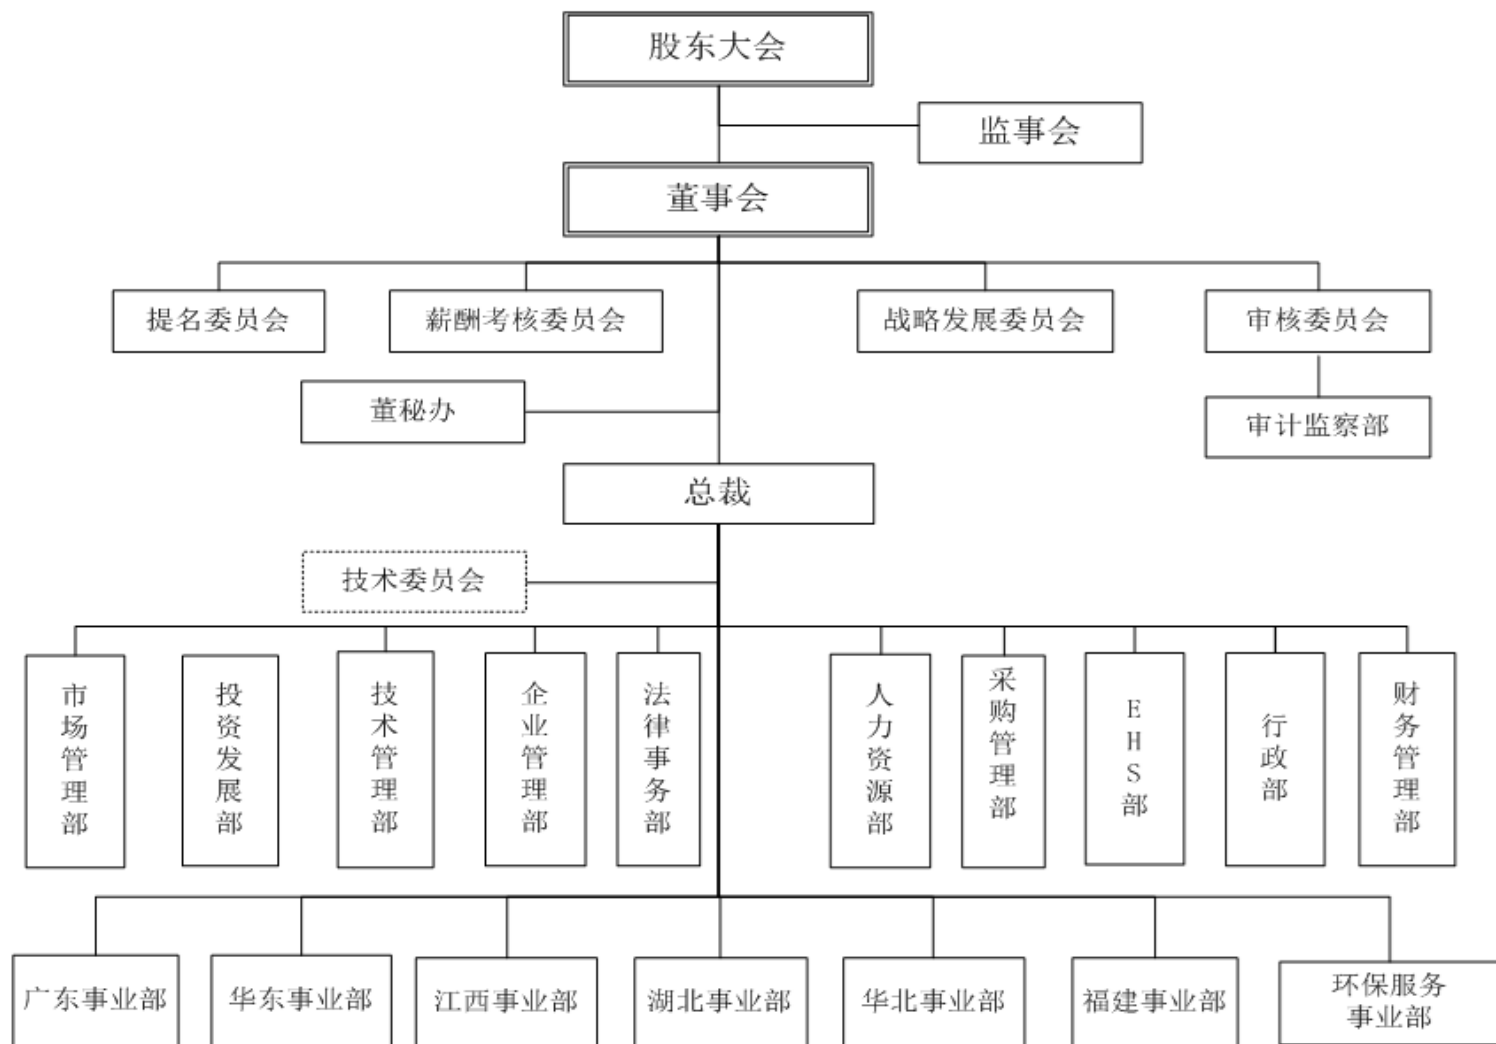 股东大会
监事会
董事会
提名委员会
薪酬考核委员会
战略发展委员会
审核委员会
董秘办
审计监察部
总裁
技术委员会
市场管理部
投资发展部
技术管理部
企业管理部
法律事务部
人力资源部
采购管理部
EHS部
行政部
财务管理部
广东事业部
华东事业部
江西事业部
湖北事业部
华北事业部
福建事业部
环保服务
事业部